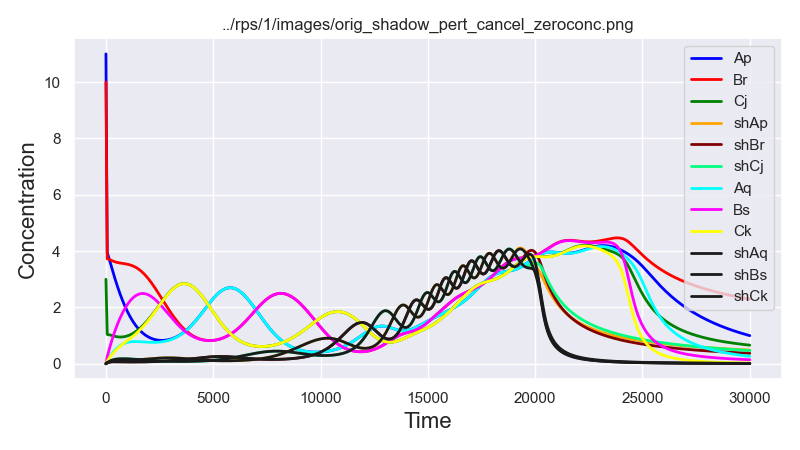 ../rps/1/images/orig_shadow_pert_cancel_zeroconc.png
Concentration
10
8
6
4
2
0
Ap
Br
Cj
shAp
shBr
shCj
Aq
Bs
Ck
shAq
shBs
shCk
0
5000
10000
15000
20000
25000
30000
Time